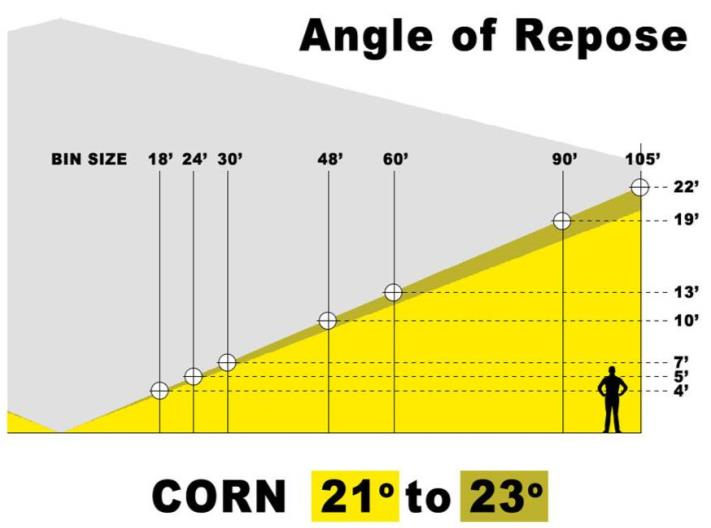 Angle of Repose
BIN SIZE 18’ 24’ 30’ 48’ 60’ 90’ 105’
22’
19’
13’
10’
7’
5’
4’
CORN 21º to 23º